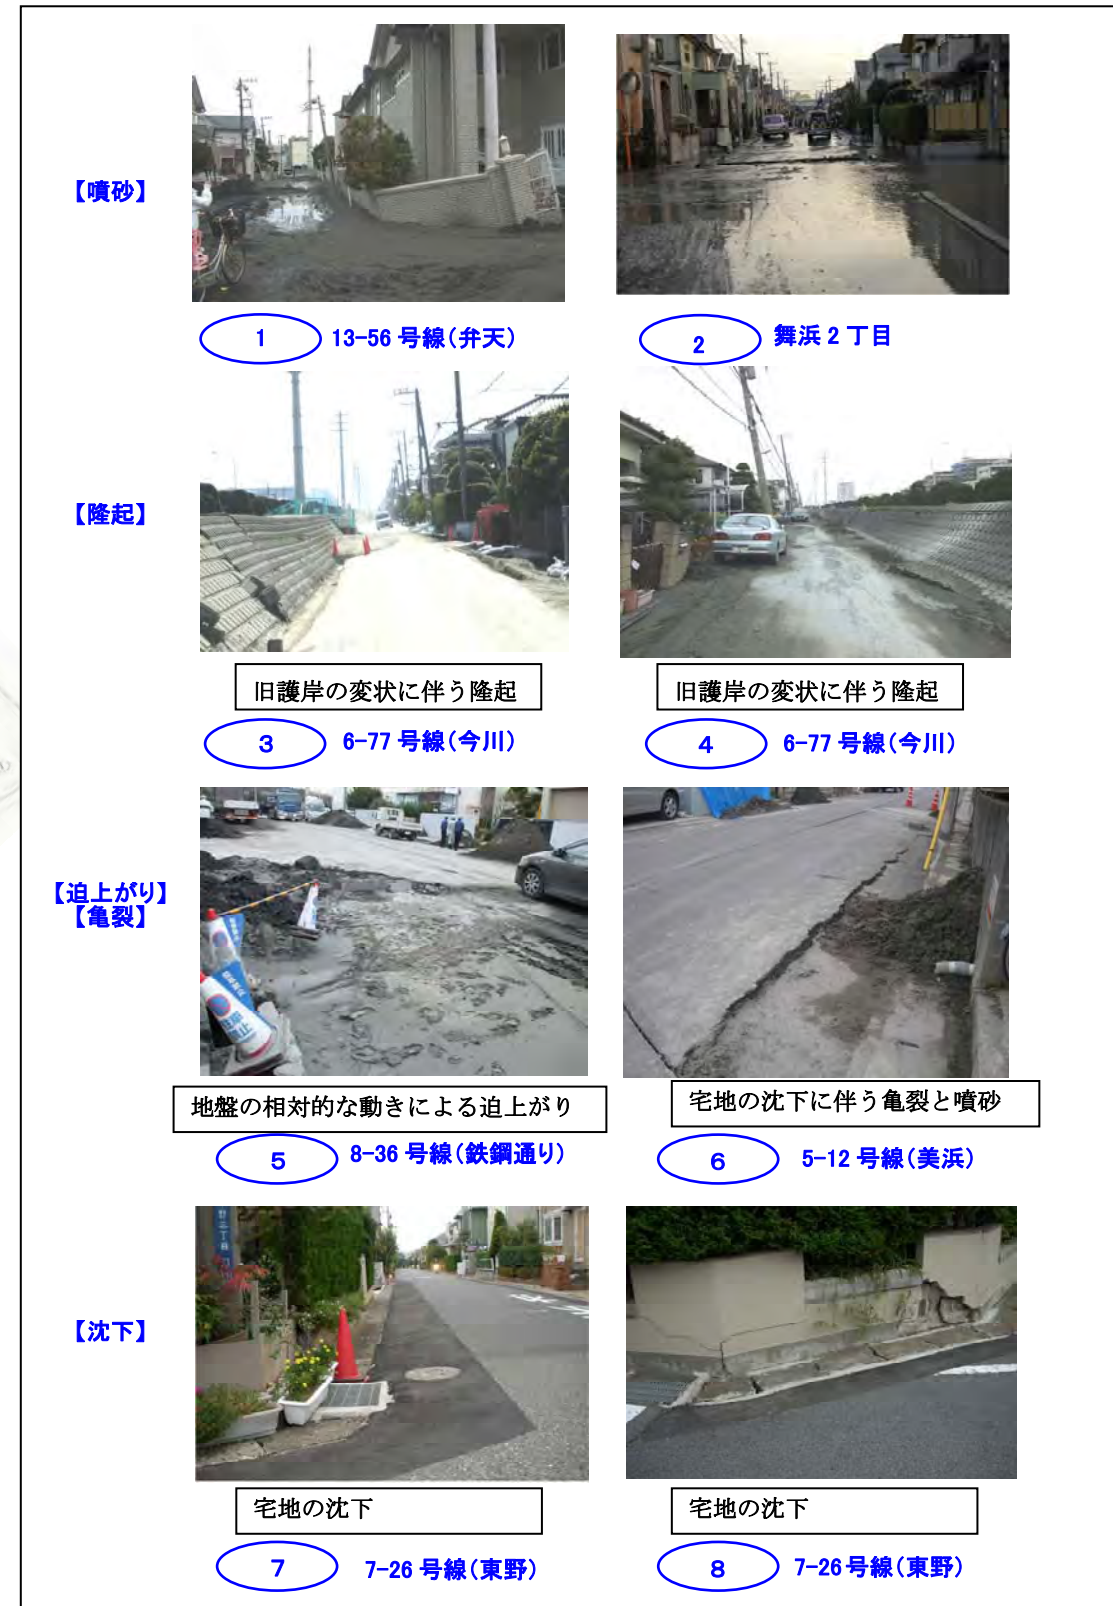 【噴砂】
1 13-56 号線(弁天)
2 舞浜 2 丁目
【隆起】
旧護岸の変状に伴う隆起
旧護岸の変状に伴う隆起
3 6-77 号線(今川)
4 6-77 号線(今川)
【迫上がり】
【亀裂】
地盤の相対的な動きによる迫上がり
宅地の沈下に伴う亀裂と噴砂
5 8-36 号線(鉄鋼通り)
6 5-12 号線(美浜)
【沈下】
宅地の沈下
宅地の沈下
7 7-26 号線(東野)
8 7-26 号線(東野)